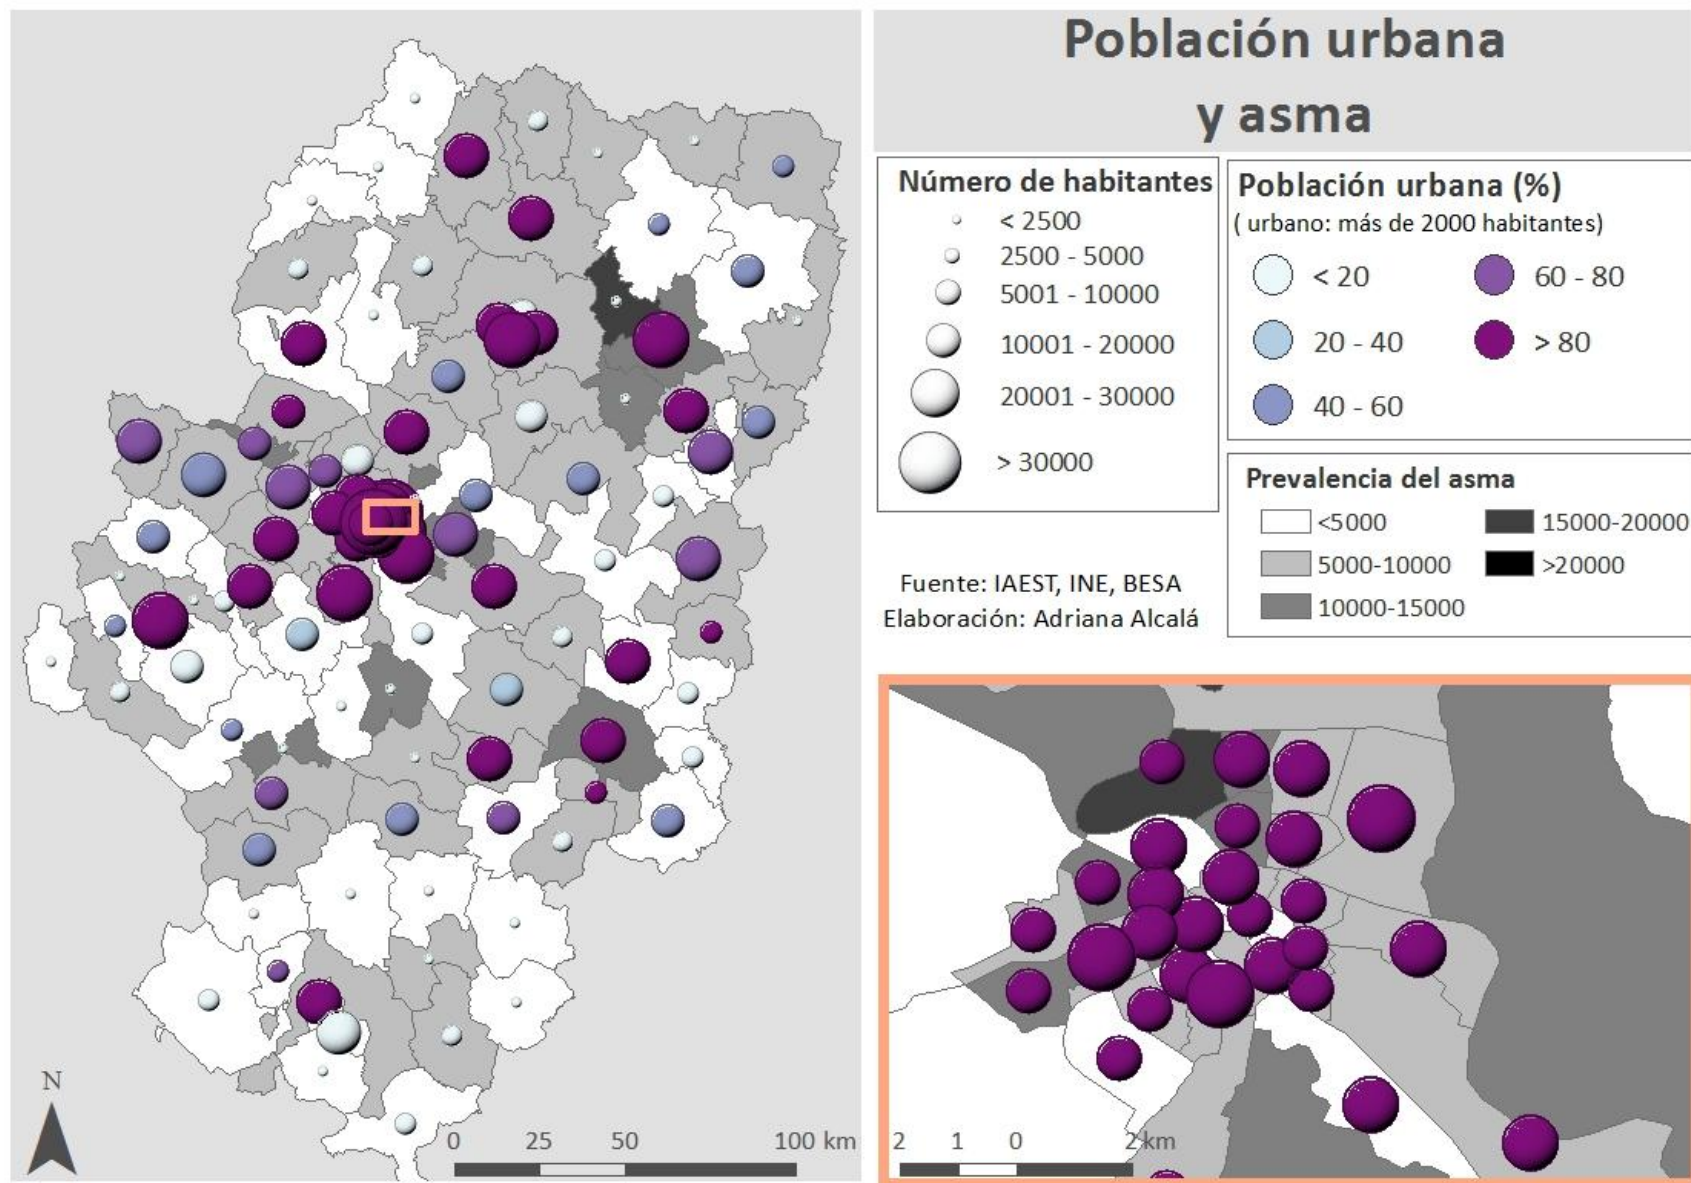 Población urbana
y asma
Número de habitantes
< 2500
2500 - 5000
5001 - 10000
10001 - 20000
20001 - 30000
> 30000
Población urbana (%)
( urbano: más de 2000 habitantes)
< 20
20 - 40
40 - 60
60 - 80
> 80
Prevalencia del asma
<5000
5000-10000
10000-15000
15000-20000
>20000
Fuente: IAEST, INE, BESA
Elaboración: Adriana Alcalá
N
0 25 50 100 km
2 1 0 2 km